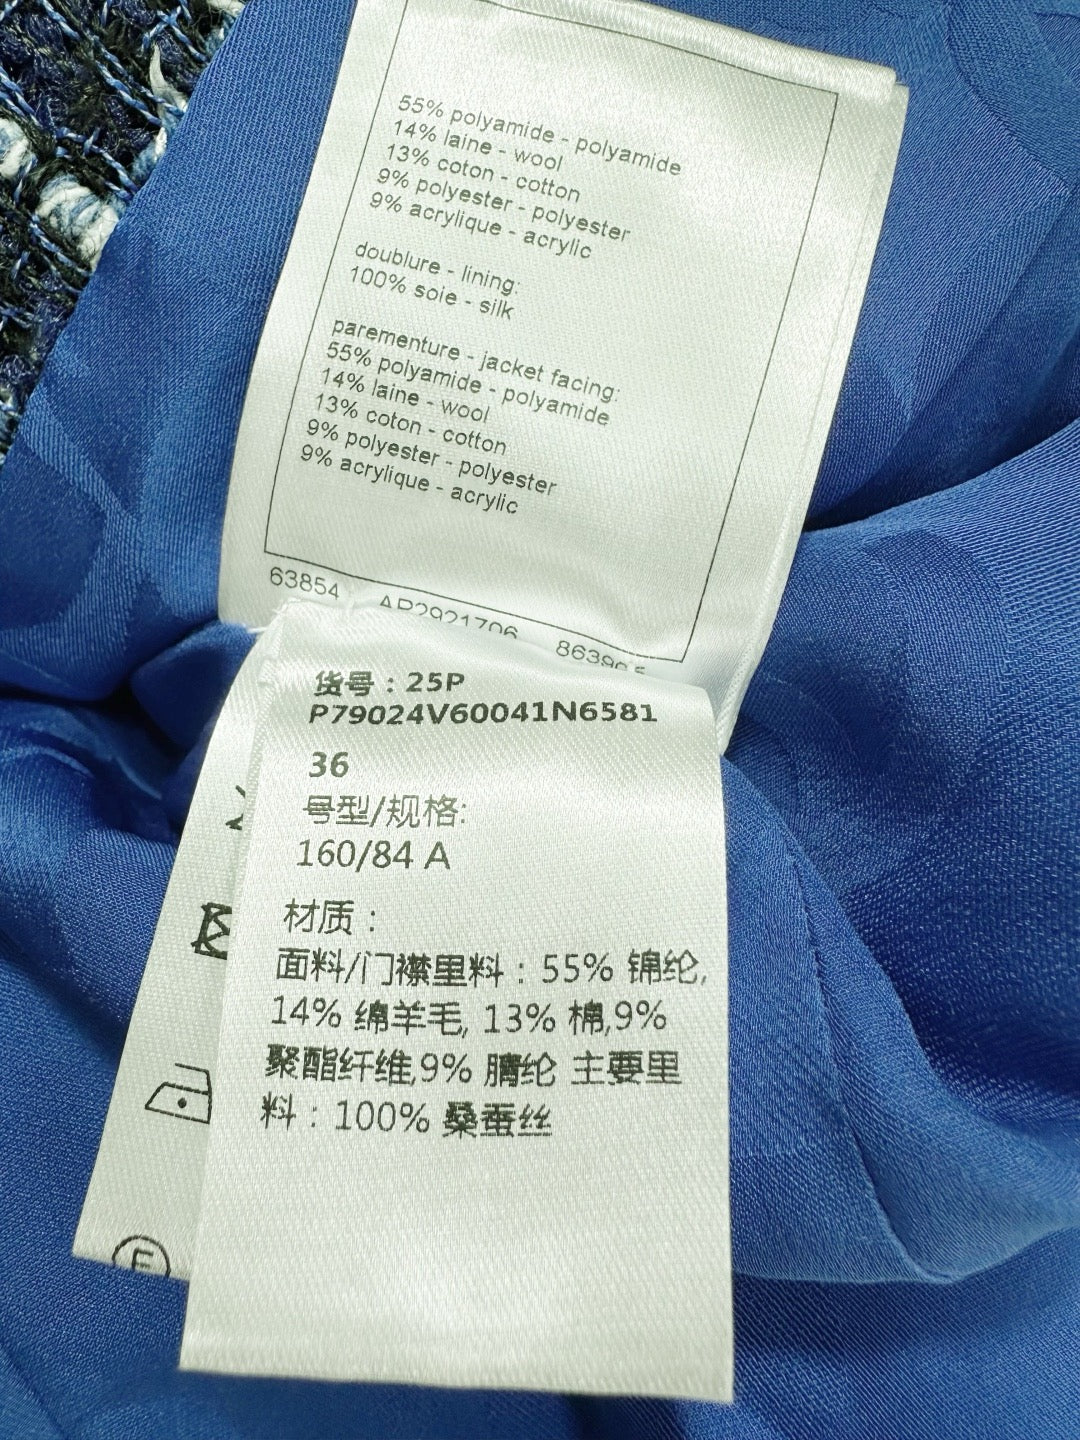 55% polyamide - polyamide
14% laine - wool
13% coton - cotton
9% polyester - polyester
9% acrylique - acrylic
doublure - lining:
100% soie - silk
parementure - jacket facing:
55% polyamide - polyamide
14% laine - wool
13% coton - cotton
9% polyester - polyester
9% acrylique - acrylic
63854 AP2921706
货号：25P
P79024V60041N6581
36
号型/规格:
160/84 A
材质：
面料/门襟里料：55% 锦纶,
14% 绵羊毛, 13% 棉,9%
聚酯纤维,9% 腈纶 主要里
料：100% 桑蚕丝